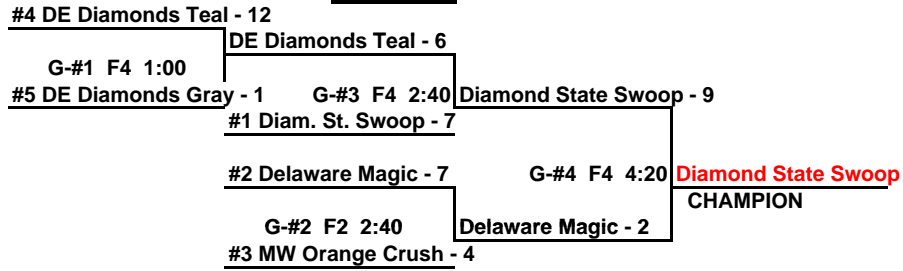 #4 DE Diamonds Teal - 12
DE Diamonds Teal - 6
G-#1 F4 1:00
#5 DE Diamonds Gray - 1
G-#3 F4 2:40
Diamond State Swoop - 9
#1 Diam. St. Swoop - 7
#2 Delaware Magic - 7
G-#4 F4 4:20
Diamond State Swoop
CHAMPION
G-#2 F2 2:40
Delaware Magic - 2
#3 MW Orange Crush - 4